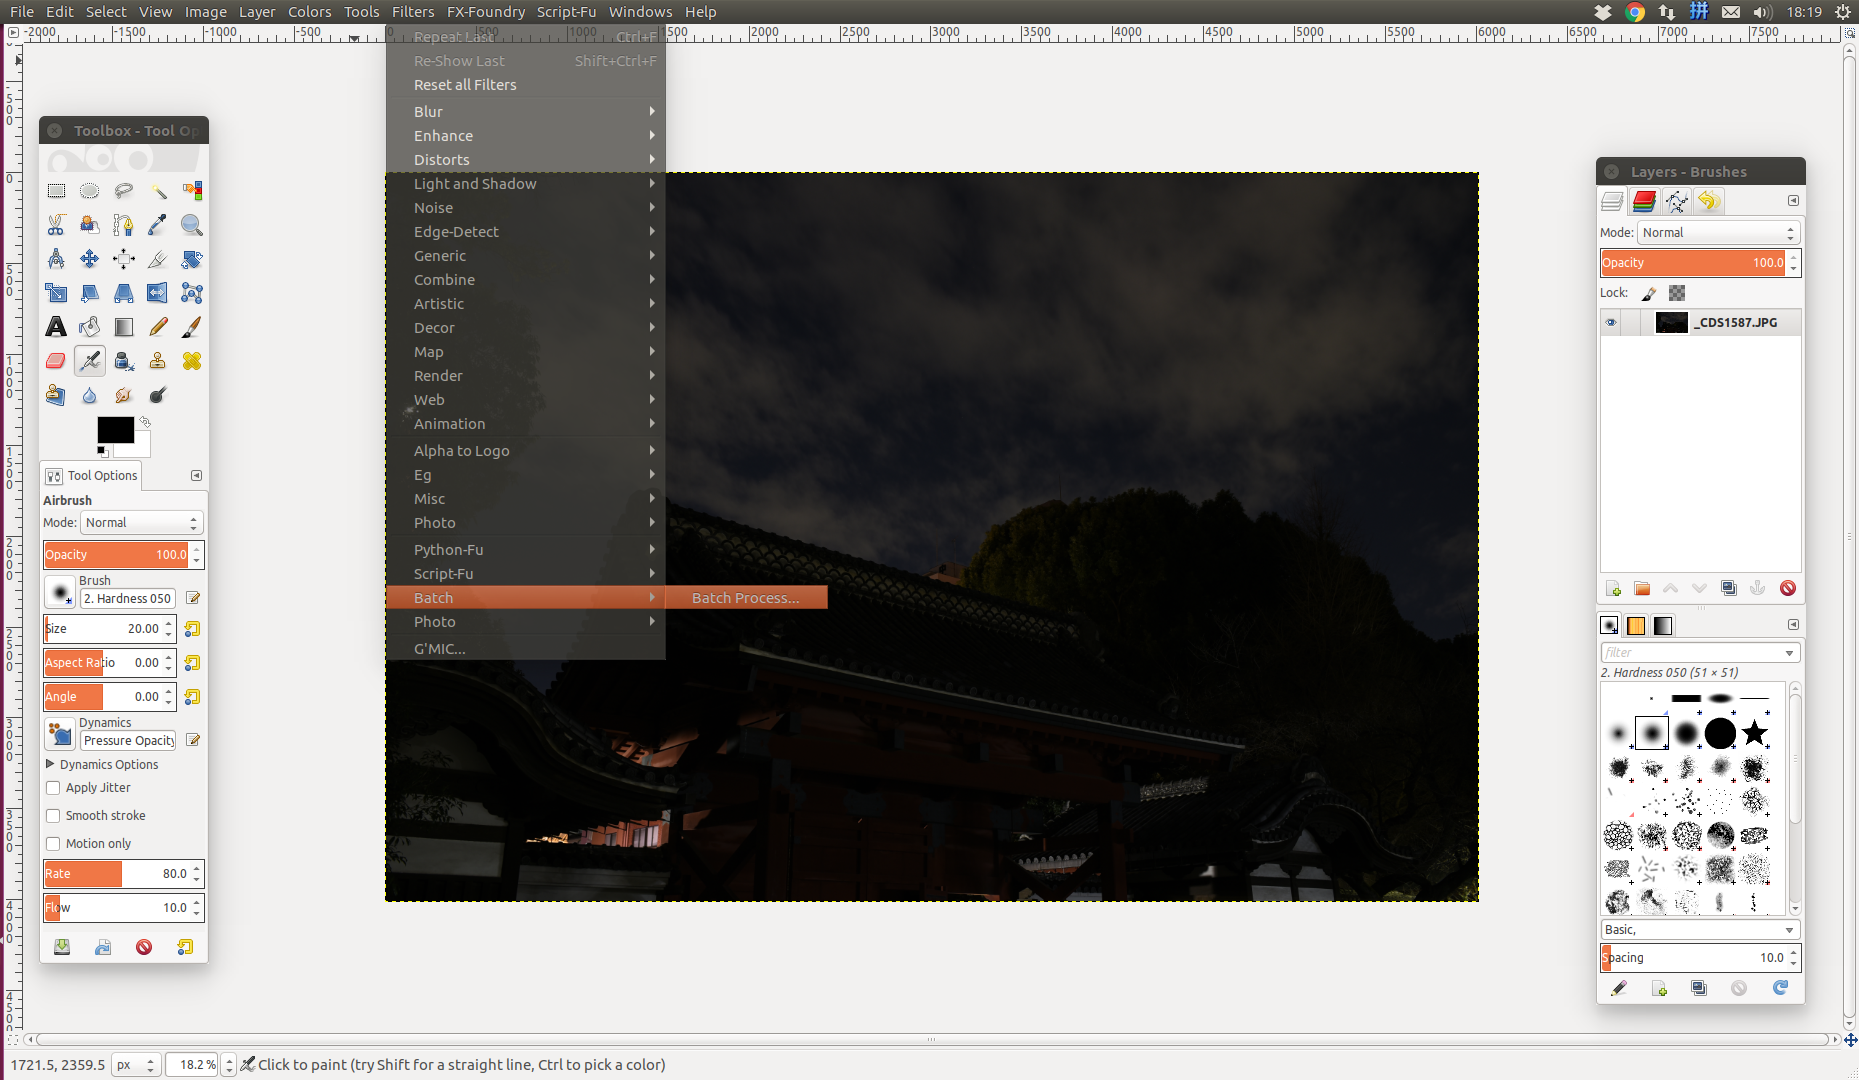 File Edit Select View Image Layer Colors Tools Filters FX-Foundry Script-Fu Windows Help
拼 18:19
-2000 -1500 -1000 -500 0 500 1000 1500 2000 2500 3000 3500 4000 4500 5000 5500 6000 6500 7000 7500
Repeat Last Ctrl+F
Re-Show Last Shift+Ctrl+F
Reset all Filters
Blur
Enhance
Distorts
Light and Shadow
Noise
Edge-Detect
Generic
Combine
Artistic
Decor
Map
Render
Web
Animation
Alpha to Logo
Eg
Misc
Photo
Python-Fu
Script-Fu
Batch
Batch Process...
Photo
G'MIC...
Toolbox - Tool Op
Tool Options
Airbrush
Mode: Normal
Opacity 100.0
Brush
2. Hardness 050
Size 20.00
Aspect Ratio 0.00
Angle 0.00
Dynamics
Pressure Opacity
Dynamics Options
Apply Jitter
Smooth stroke
Motion only
Rate 80.0
Flow 10.0
Layers - Brushes
Mode: Normal
Opacity 100.0
Lock:
_CDS1587.JPG
filter
2. Hardness 050 (51 × 51)
Basic,
Spacing 10.0
1721.5, 2359.5 px 18.2 % Click to paint (try Shift for a straight line, Ctrl to pick a color)